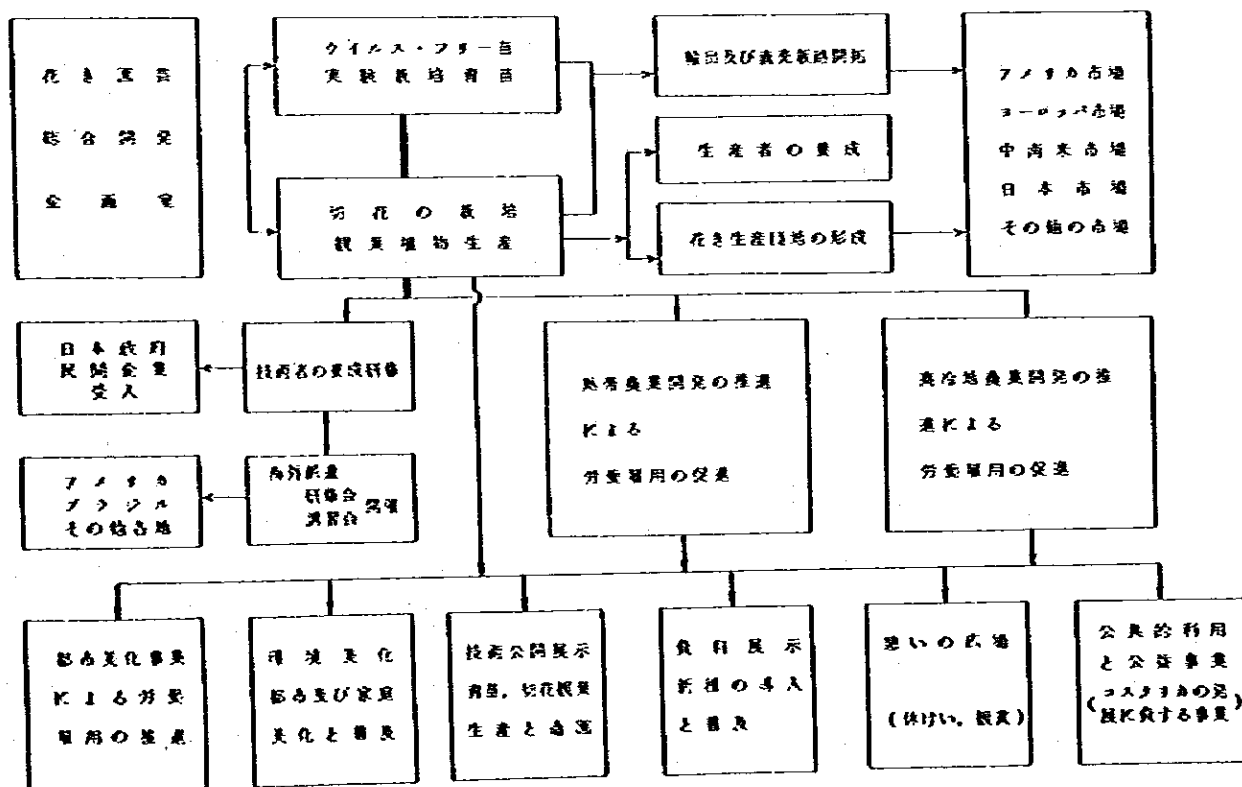 花き
総合開発
企画室
ウイルス・フリー苗
実験栽培育苗
切花の栽培
観葉植物生産
輸出及び販売販路開拓
生産者の養成
花き生産団地の形成
アメリカ市場
ヨーロッパ市場
中南米市場
日本市場
その他の市場
日本政府
民間企業
受入
技術者の養成研修
アメリカ
ブラジル
その他各地
海外派遣
研修会
講習会
開催
熱帯農業開発の推進
による
労働雇用の促進
高冷地農業開発の推
進による
労働雇用の促進
都市美化事業
による労働
雇用の
環境美化
都市及び家庭
美化と普及
技術公開展示
育苗、切花観葉
生産と造園
資料展示
新種の導入
と普及
憩いの広場
(休けい、観賞)
公共的利用
と公益事業
(コスタリカの発
展に資する事業)